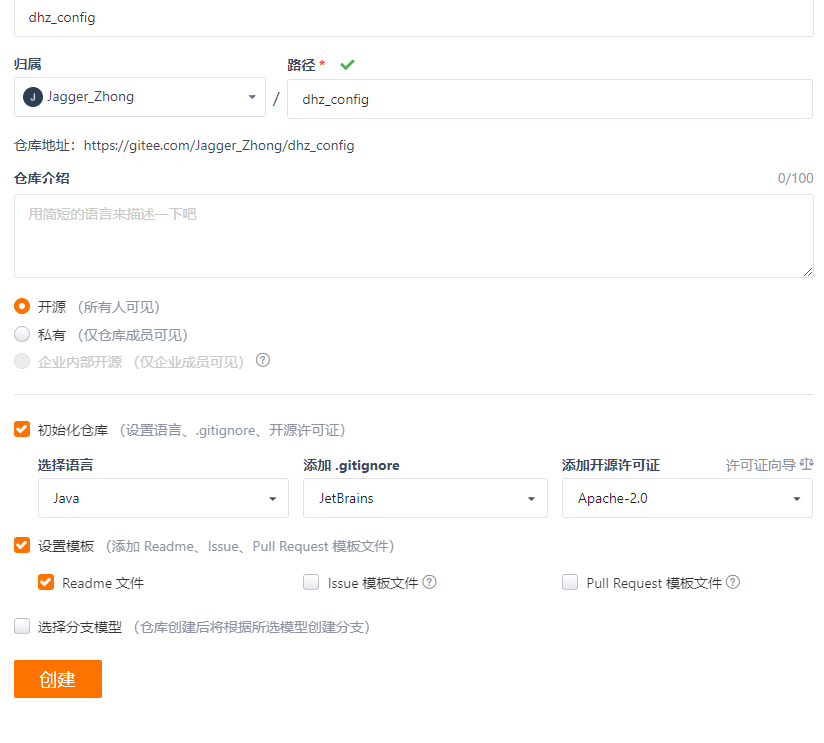 dhz_config
归属
路径 *
J Jagger_Zhong / dhz_config
仓库地址：https://gitee.com/Jagger_Zhong/dhz_config
仓库介绍 0/100
用简短的语言来描述一下吧
开源 (所有人可见)
私有 (仅仓库成员可见)
企业内部开源 (仅企业成员可见) ?
初始化仓库 (设置语言、.gitignore、开源许可证)
选择语言 添加 .gitignore 添加开源许可证 许可证向导
Java JetBrains Apache-2.0
设置模板 (添加 Readme、Issue、Pull Request 模板文件)
Readme 文件 Issue 模板文件 ? Pull Request 模板文件 ?
选择分支模型 (仓库创建后将根据所选模型创建分支)
创建